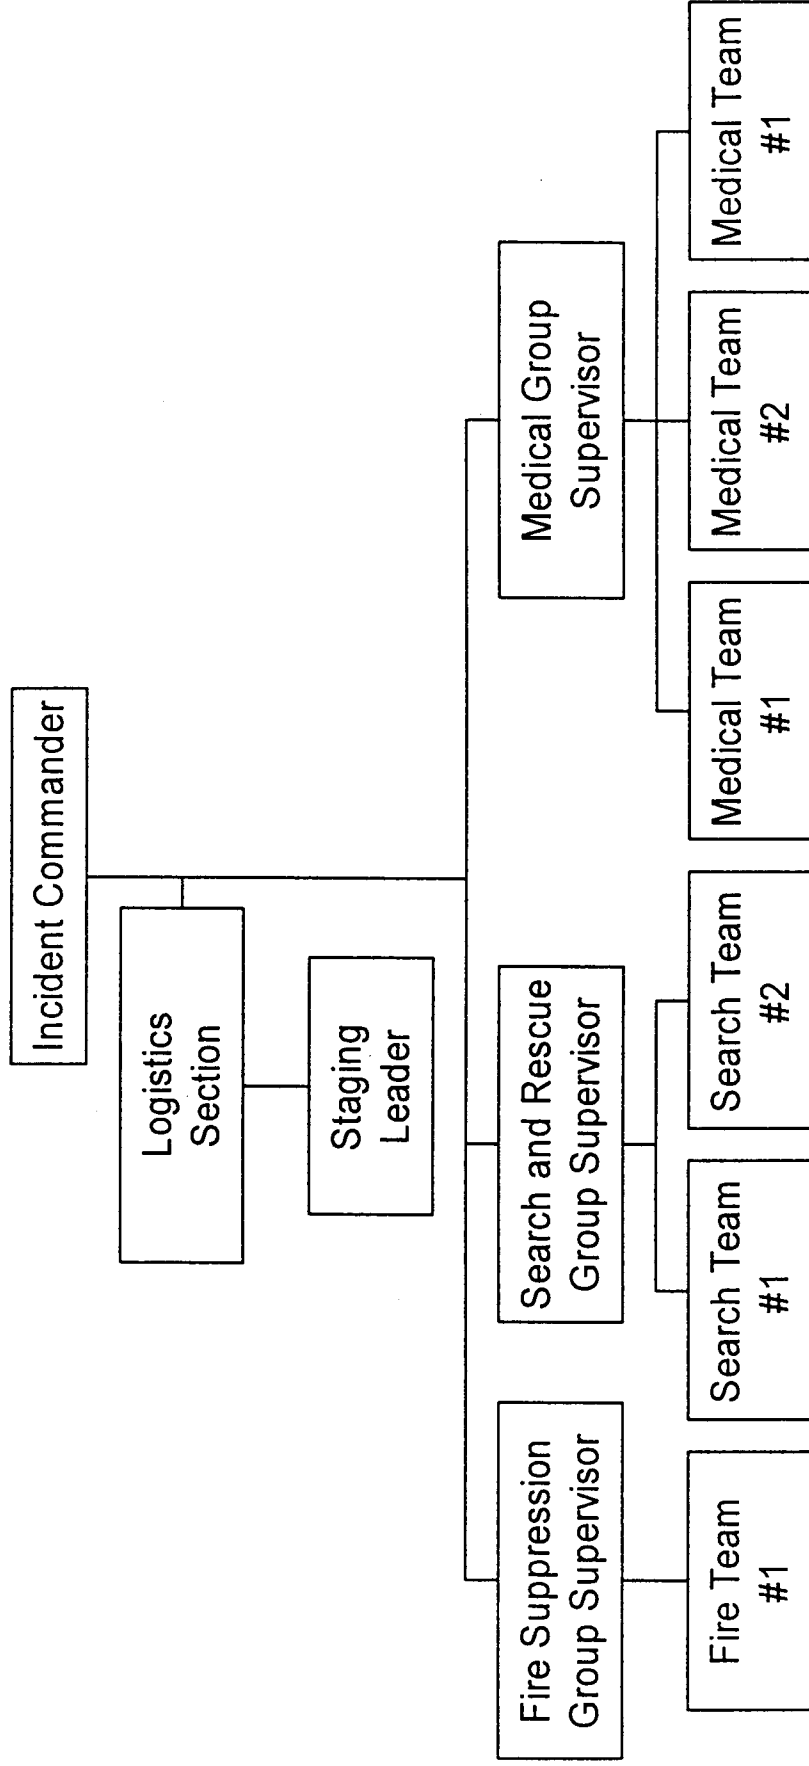 Incident Commander
Logistics
Section
Staging
Leader
Fire Suppression
Group Supervisor
Search and Rescue
Group Supervisor
Medical Group
Supervisor
Fire Team
#1
Search Team
#1
Search Team
#2
Medical Team
#1
Medical Team
#2
Medical Team
#1